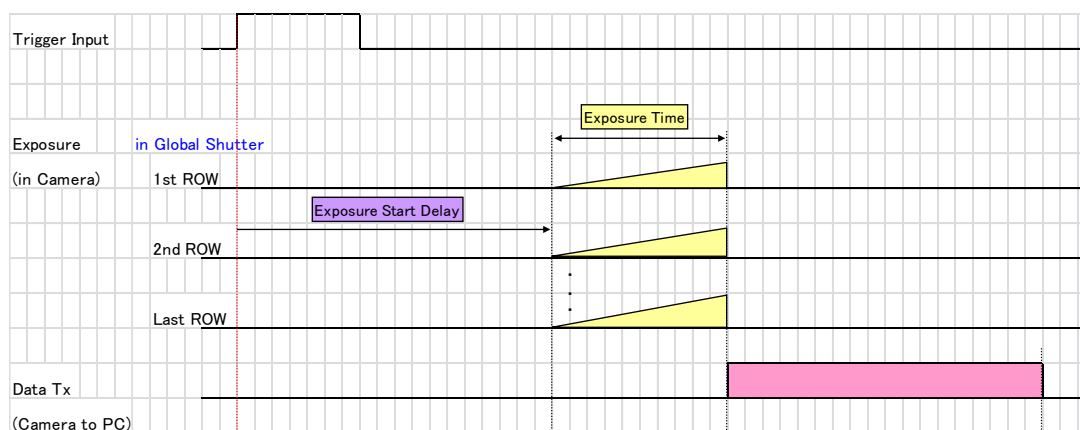 Trigger Input
Exposure Time
Exposure in Global Shutter
(in Camera) 1st ROW
Exposure Start Delay
2nd ROW
Last ROW
Data Tx
(Camera to PC)